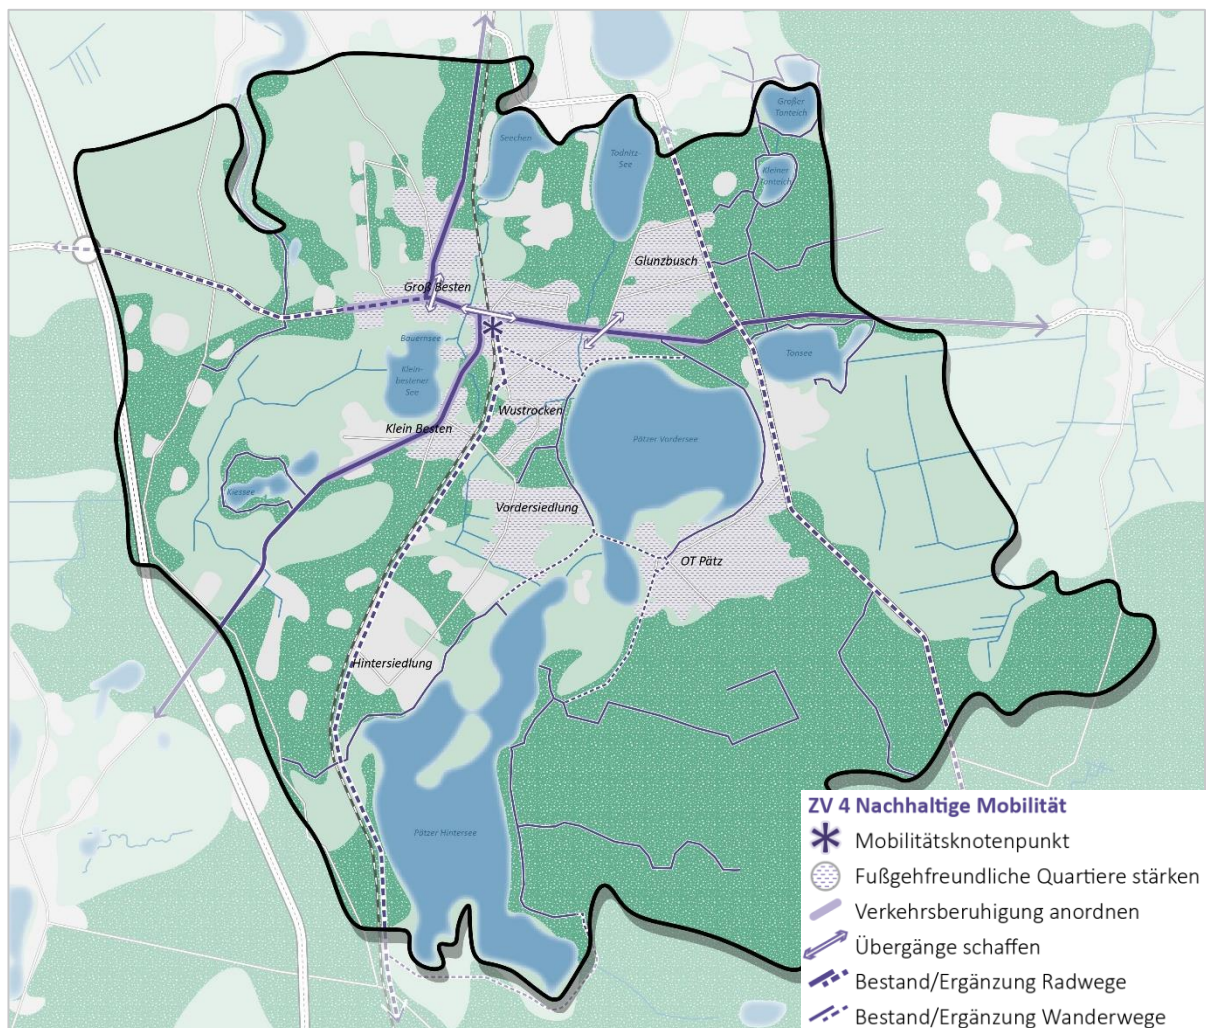 Großer
Tonteich
Seechen
Todnitz-
See
Kleiner
Tonteich
Glunzbusch
Groß Besten
Bauernsee
Klein-
bestener
See
Tonsee
Wustrocken
Klein Besten
Pätzer Vordersee
Kiessee
Vordersiedlung
OT Pätz
Hintersiedlung
Pätzer Hintersee
ZV 4 Nachhaltige Mobilität
Mobilitätsknotenpunkt
Fußgehfreundliche Quartiere stärken
Verkehrsberuhigung anordnen
Übergänge schaffen
Bestand/Ergänzung Radwege
Bestand/Ergänzung Wanderwege